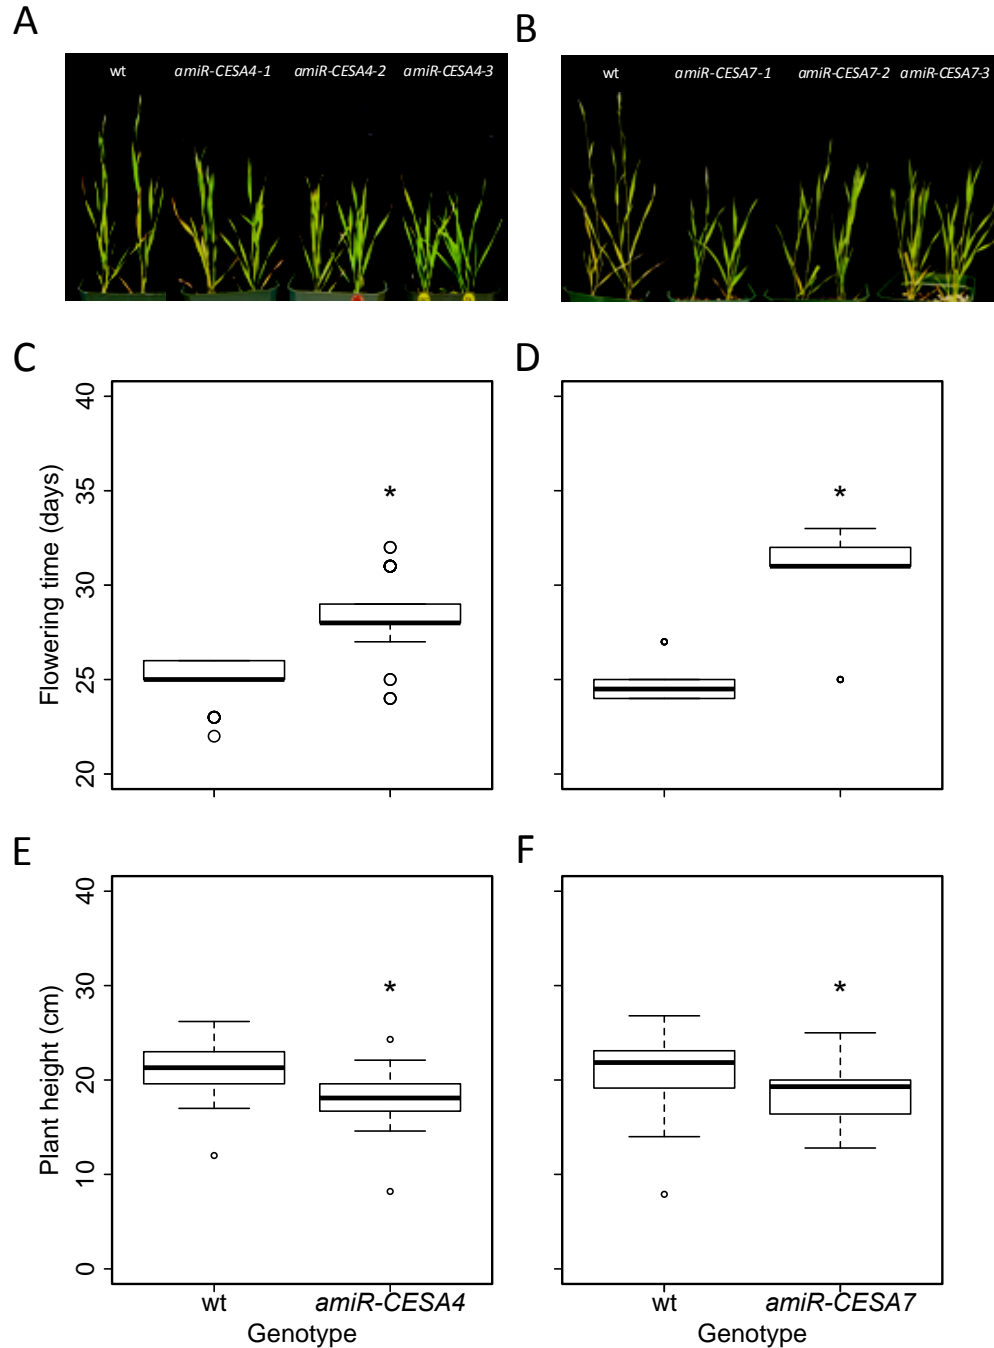 A
B
wt amiR-CESA4-1 amiR-CESA4-2 amiR-CESA4-3
wt amiR-CESA7-1 amiR-CESA7-2 amiR-CESA7-3
C
D
40
35
30
25
20
Flowering time (days)
*
*
E
F
40
30
20
10
0
Plant height (cm)
*
*
wt amiR-CESA4
Genotype
wt amiR-CESA7
Genotype